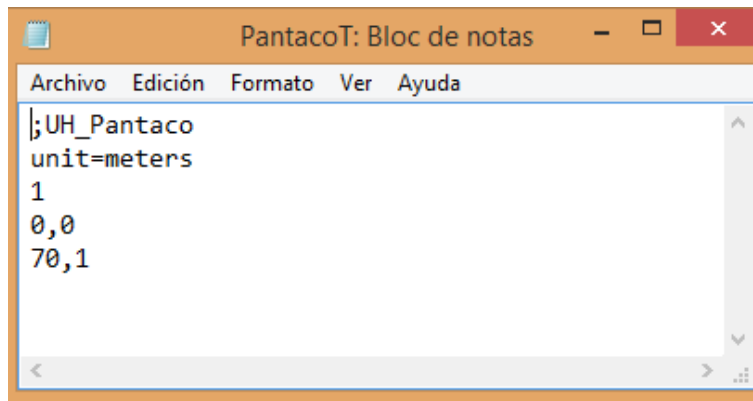 PantacoT: Bloc de notas
Archivo Edición Formato Ver Ayuda
;UH_Pantaco
unit=meters
1
0,0
70,1